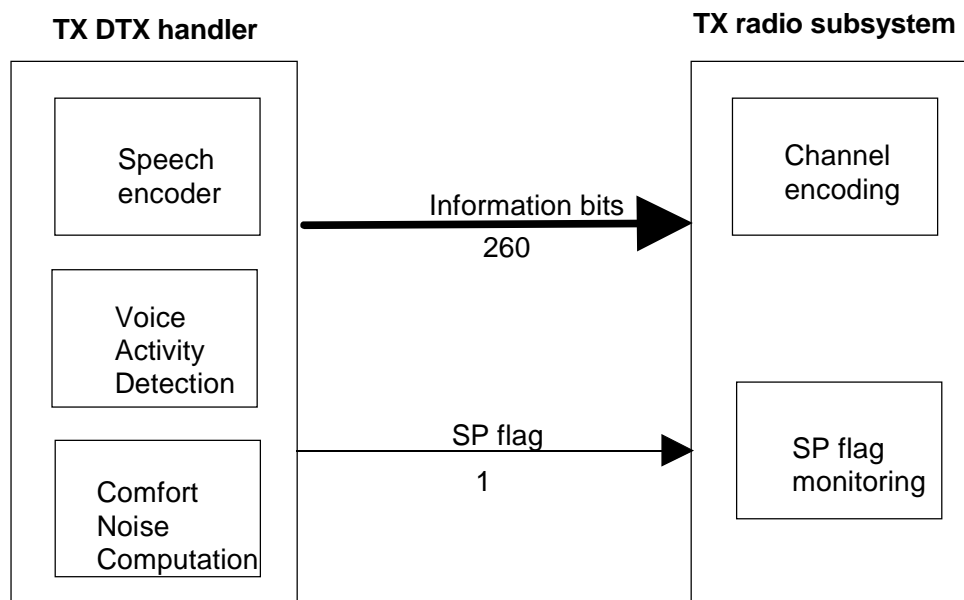 TX DTX handler
TX radio subsystem
Speech
encoder
Information bits
260
Channel
encoding
Voice
Activity
Detection
SP flag
1
SP flag
monitoring
Comfort
Noise
Computation